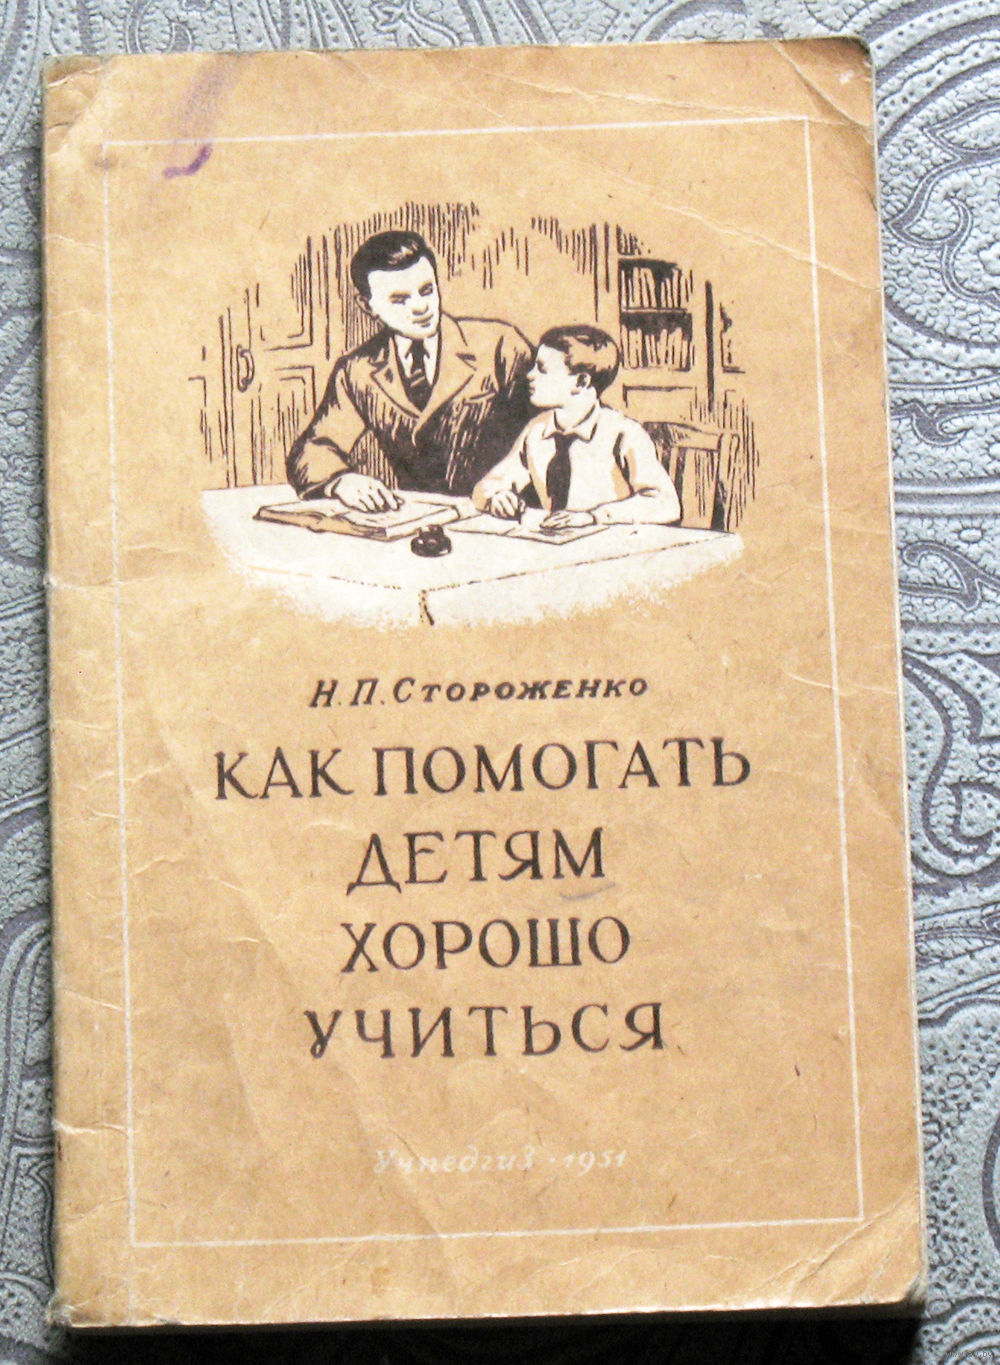 Н. П. Стороженко
КАК ПОМОГАТЬ
ДЕТЯМ
ХОРОШО
УЧИТЬСЯ
Учпедгиз · 1951